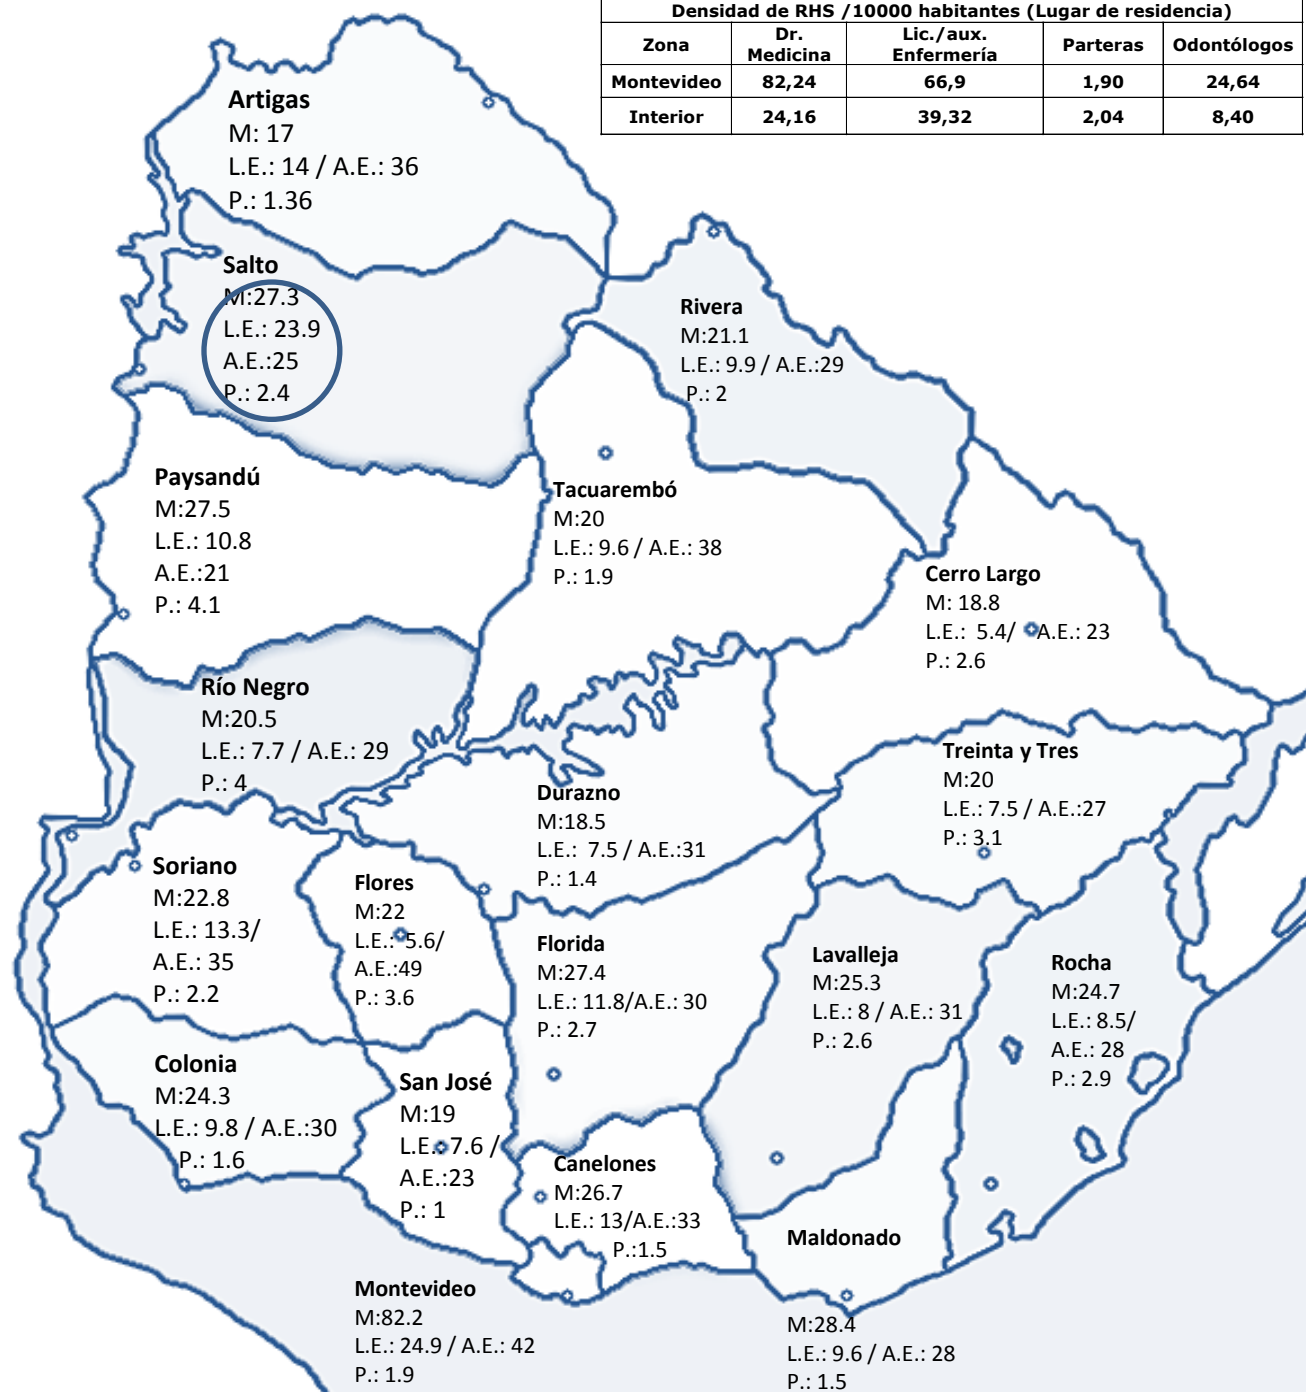 Densidad de RHS /10000 habitantes (Lugar de residencia)
Zona Dr. Medicina Lic./aux. Enfermería Parteras Odontólogos
Montevideo 82,24 66,9 1,90 24,64
Interior 24,16 39,32 2,04 8,40
Artigas
M: 17
L.E.: 14 / A.E.: 36
P.: 1.36
Salto
M:27.3
L.E.: 23.9
A.E.:25
P.: 2.4
Rivera
M:21.1
L.E.: 9.9 / A.E.:29
P.: 2
Paysandú
M:27.5
L.E.: 10.8
A.E.:21
P.: 4.1
Tacuarembó
M:20
L.E.: 9.6 / A.E.: 38
P.: 1.9
Cerro Largo
M: 18.8
L.E.: 5.4/ A.E.: 23
P.: 2.6
Río Negro
M:20.5
L.E.: 7.7 / A.E.: 29
P.: 4
Treinta y Tres
M:20
L.E.: 7.5 / A.E.:27
P.: 3.1
Durazno
M:18.5
L.E.: 7.5 / A.E.:31
P.: 1.4
Soriano
M:22.8
L.E.: 13.3/
A.E.: 35
P.: 2.2
Flores
M:22
L.E.: 5.6/
A.E.:49
P.: 3.6
Florida
M:27.4
L.E.: 11.8/A.E.: 30
P.: 2.7
Lavalleja
M:25.3
L.E.: 8 / A.E.: 31
P.: 2.6
Rocha
M:24.7
L.E.: 8.5/
A.E.: 28
P.: 2.9
Colonia
M:24.3
L.E.: 9.8 / A.E.:30
P.: 1.6
San José
M:19
L.E.: 7.6 /
A.E.:23
P.: 1
Canelones
M:26.7
L.E.: 13/A.E.:33
P.:1.5
Maldonado
M:28.4
L.E.: 9.6 / A.E.: 28
P.: 1.5
Montevideo
M:82.2
L.E.: 24.9 / A.E.: 42
P.: 1.9